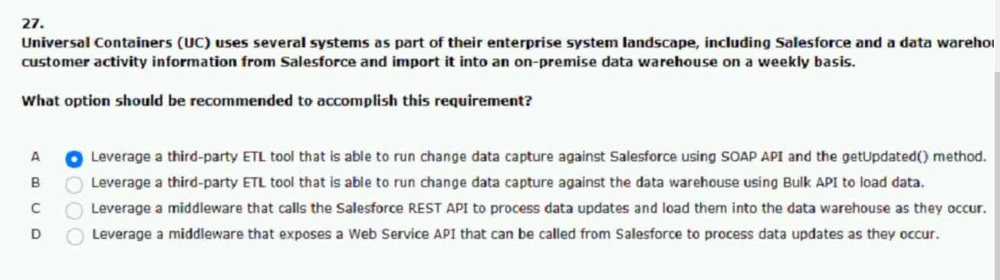 27.
Universal Containers (UC) uses several systems as part of their enterprise system landscape, including Salesforce and a data
customer activity information from Salesforce and import it into an on-premise data warehouse on a weekly basis.
What option should be recommended to accomplish this requirement?
A Leverage a third-party ETL tool that is able to run change data capture against Salesforce using SOAP API and the getUpdated() method.
B Leverage a third-party ETL tool that is able to run change data capture against the data warehouse using Bulk API to load data.
C Leverage a middleware that calls the Salesforce REST API to process data updates and load them into the data warehouse as they occur.
D Leverage a middleware that exposes a Web Service API that can be called from Salesforce to process data updates as they occur.